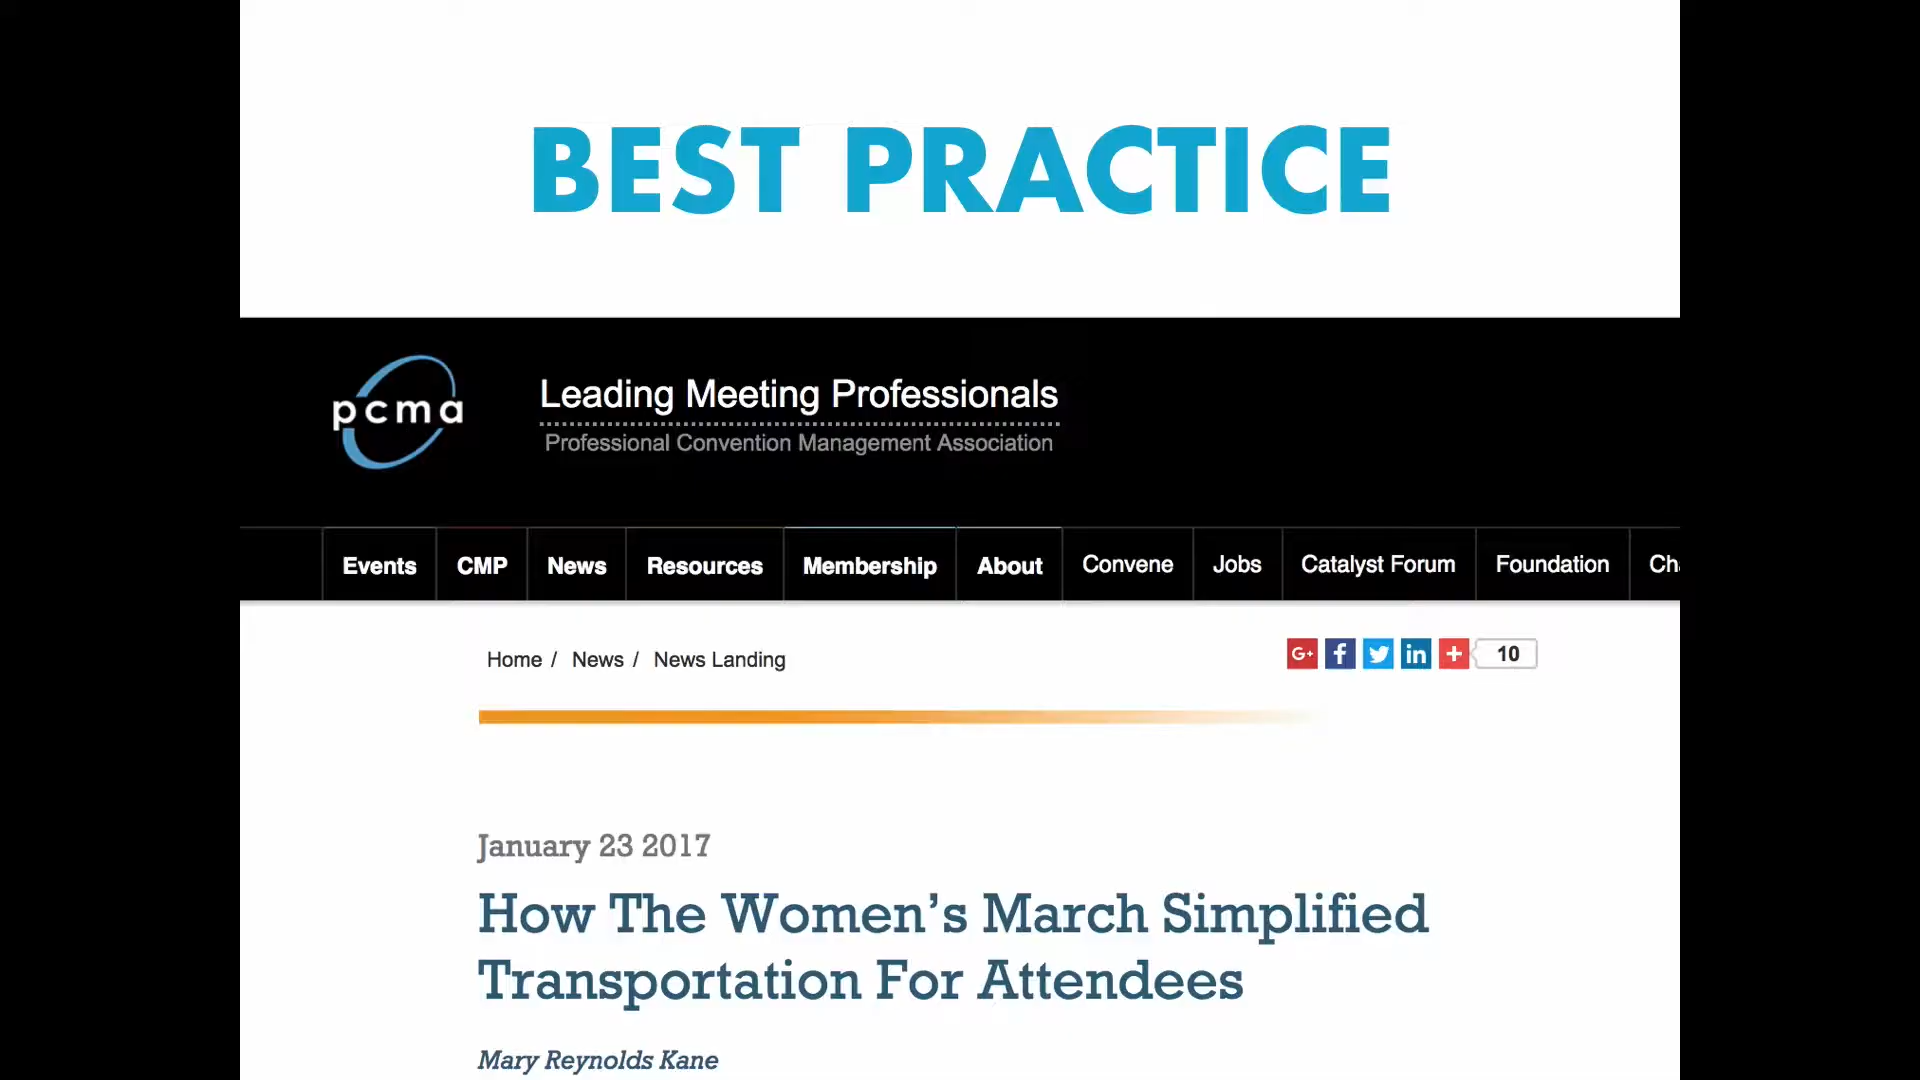 BEST PRACTICE
pcma
Leading Meeting Professionals
Professional Convention Management Association
Events CMP News Resources Membership About Convene Jobs Catalyst Forum Foundation Ch
Home / News / News Landing
G+ f in + 10
January 23 2017
How The Women's March Simplified
Transportation For Attendees
Mary Reynolds Kane